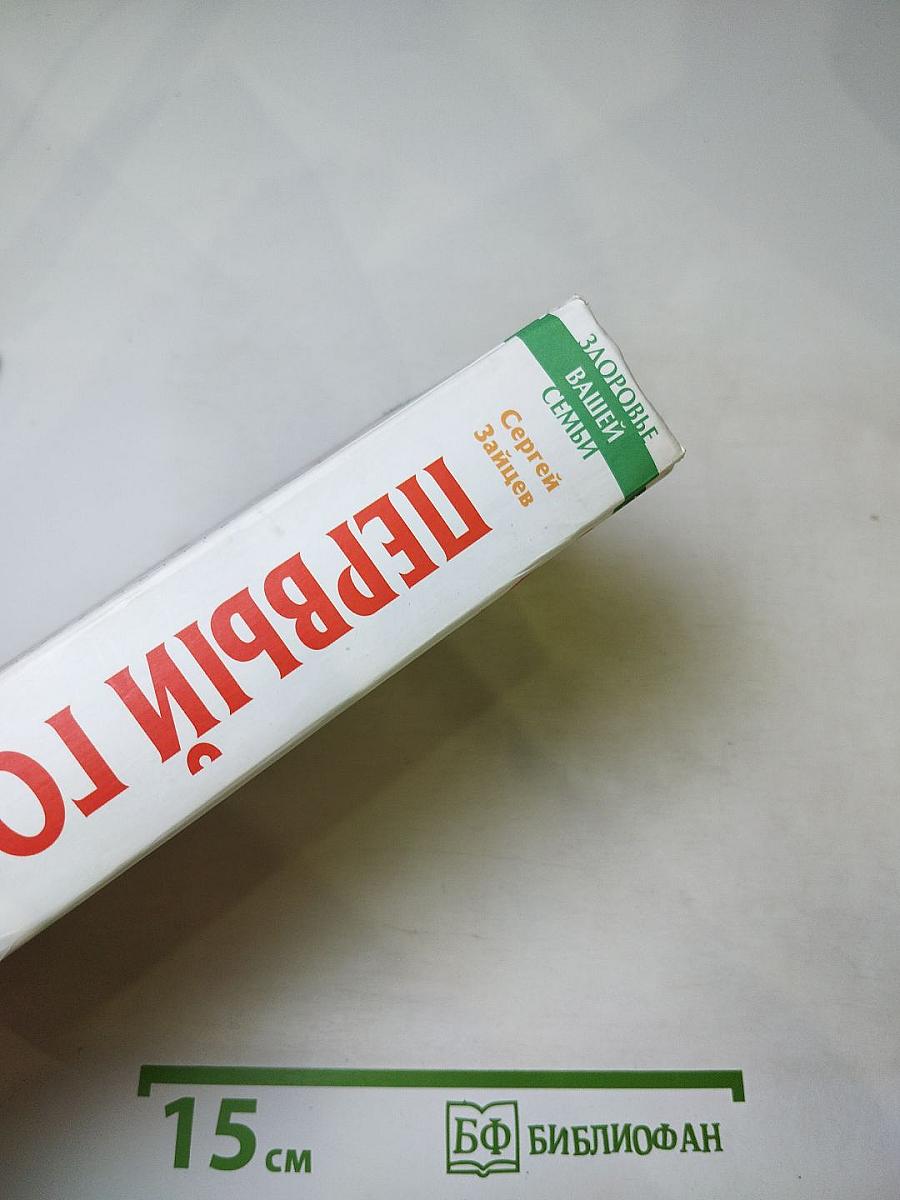 ЗДОРОВЬЕ
ВАШЕЙ
СЕМЬИ
Сергей
Зайцев
ПЕРВЫЙ ГО
15 см
БФ БИБЛИОФАН